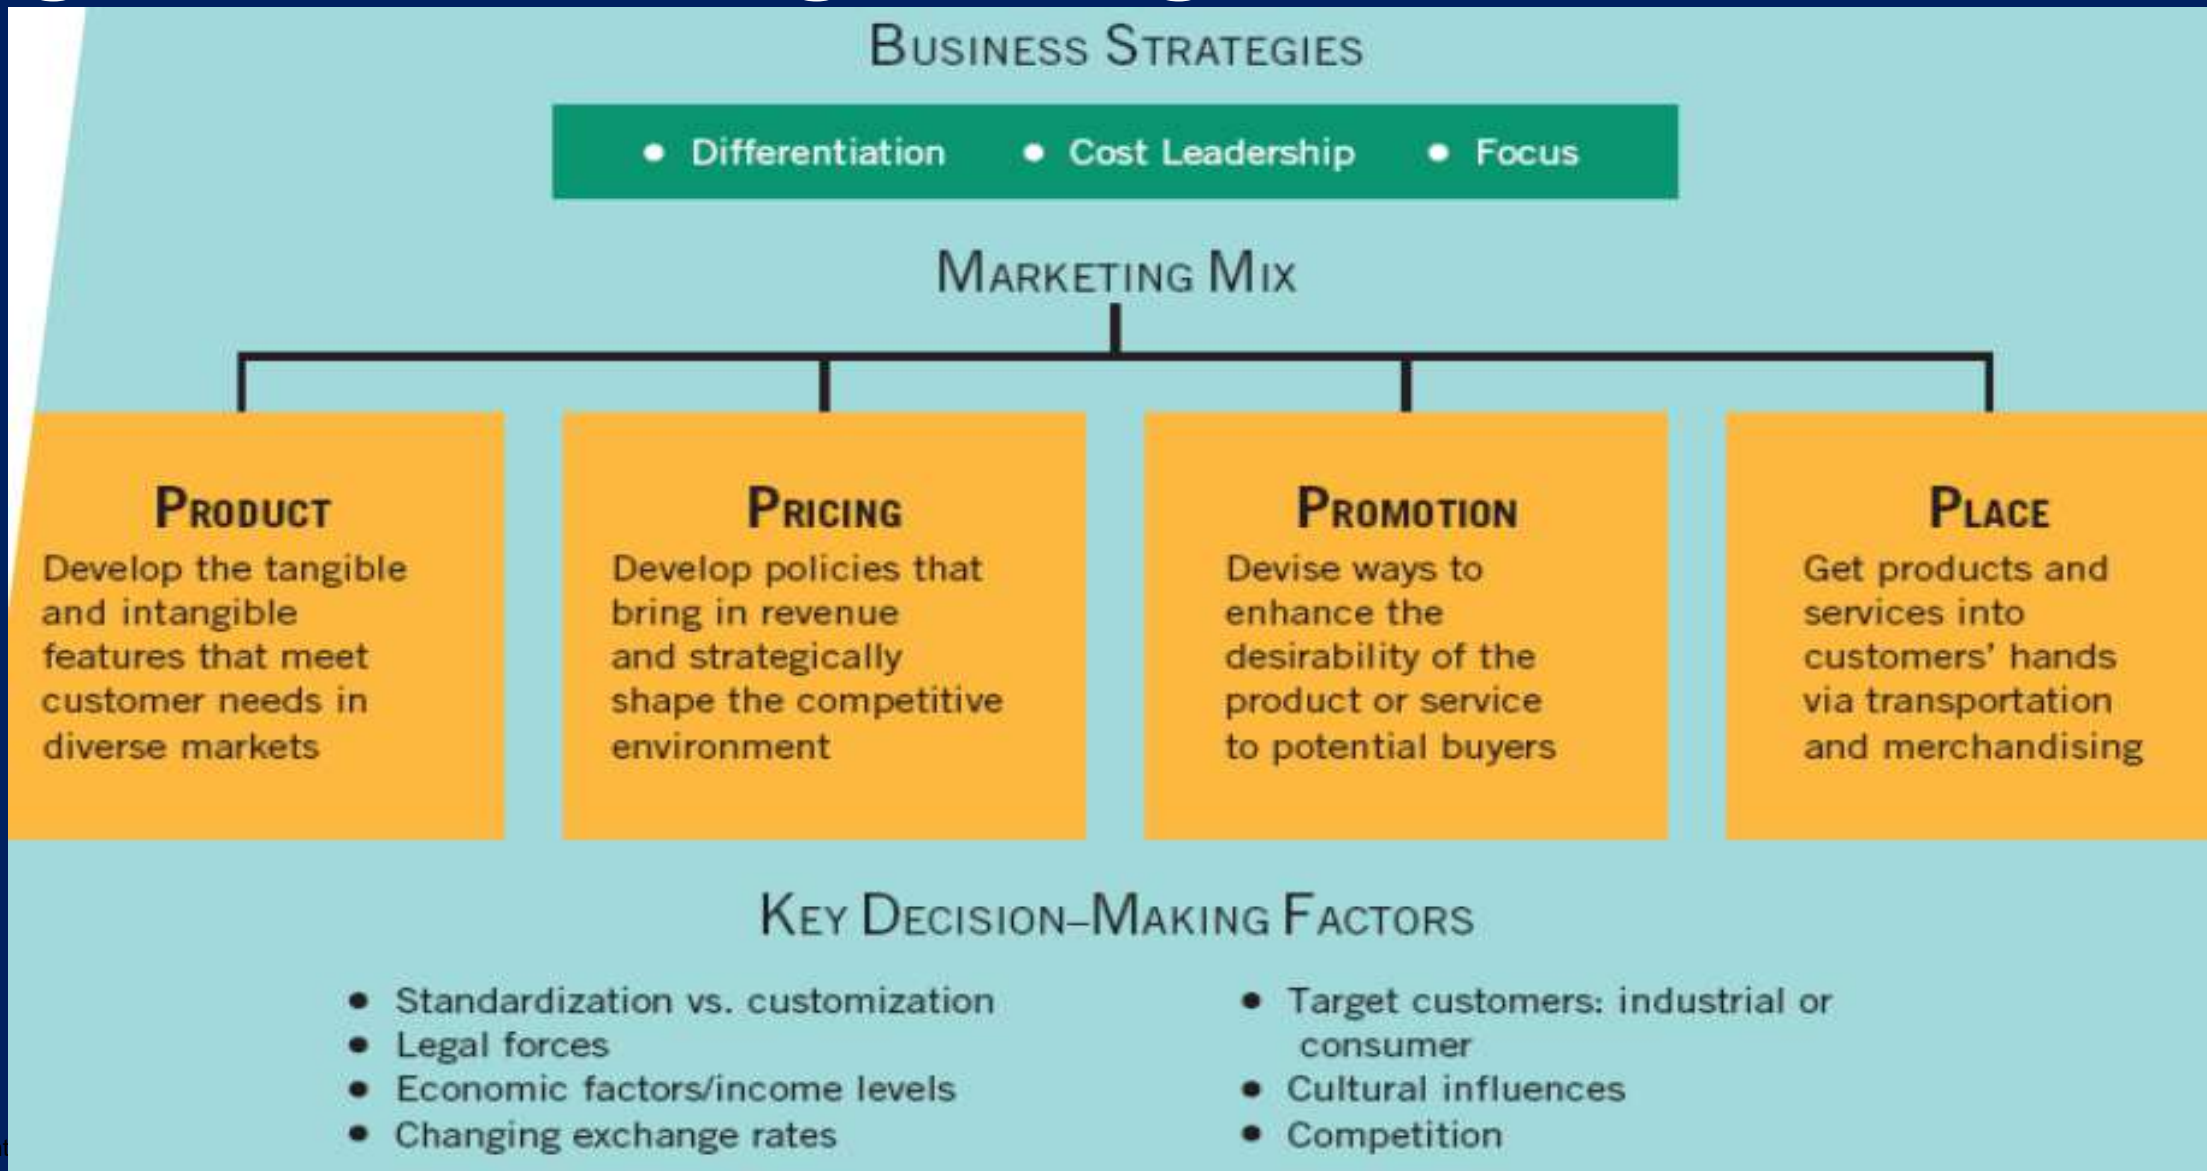 BUSINESS STRATEGIES
• Differentiation • Cost Leadership • Focus
MARKETING MIX
PRODUCT
Develop the tangible
and intangible
features that meet
customer needs in
diverse markets
PRICING
Develop policies that
bring in revenue
and strategically
shape the competitive
environment
PROMOTION
Devise ways to
enhance the
desirability of the
product or service
to potential buyers
PLACE
Get products and
services into
customers’ hands
via transportation
and merchandising
KEY DECISION–MAKING FACTORS
• Standardization vs. customization
• Legal forces
• Economic factors/income levels
• Changing exchange rates
• Target customers: industrial or
consumer
• Cultural influences
• Competition